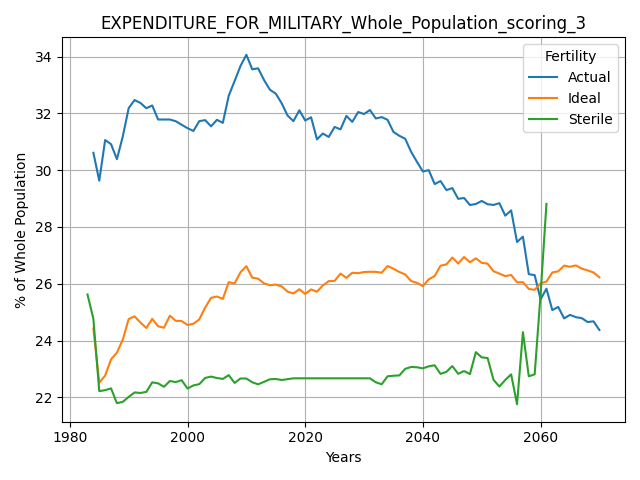 EXPENDITURE_FOR_MILITARY_Whole_Population_scoring_3
Fertility
Actual
Ideal
Sterile
% of Whole Population
34
32
30
28
26
24
22
1980
2000
2020
2040
2060
Years